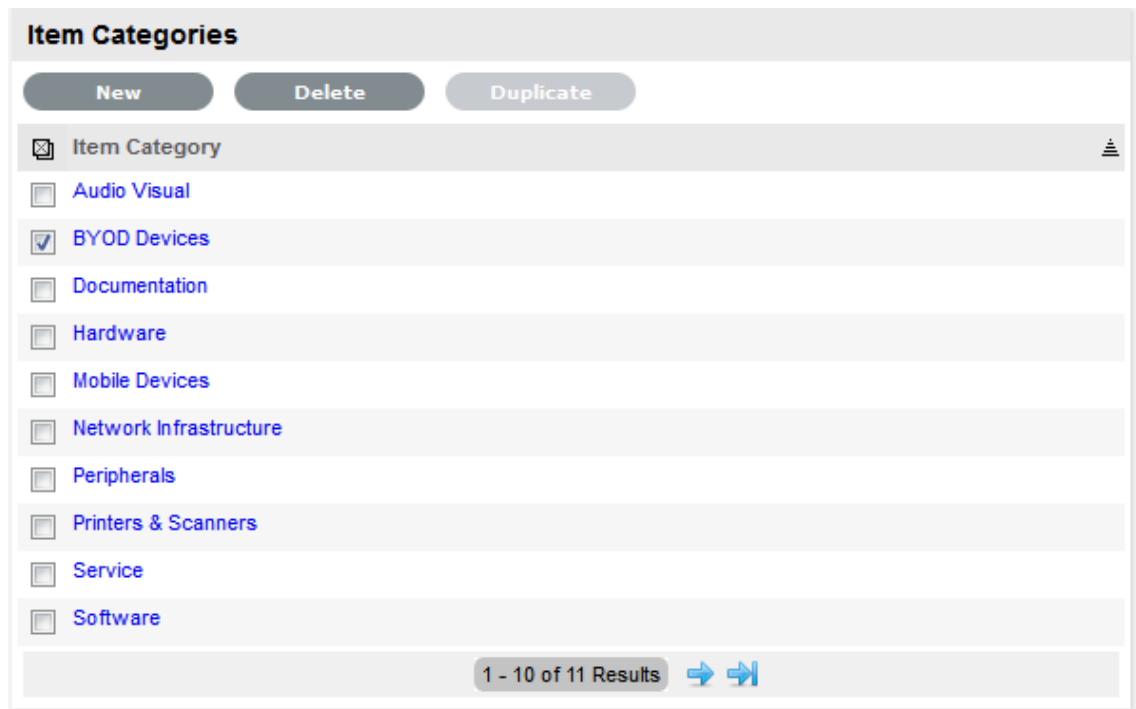 Item Categories
New Delete Duplicate
Item Category
Audio Visual
BYOD Devices
Documentation
Hardware
Mobile Devices
Network Infrastructure
Peripherals
Printers & Scanners
Service
Software
1 - 10 of 11 Results